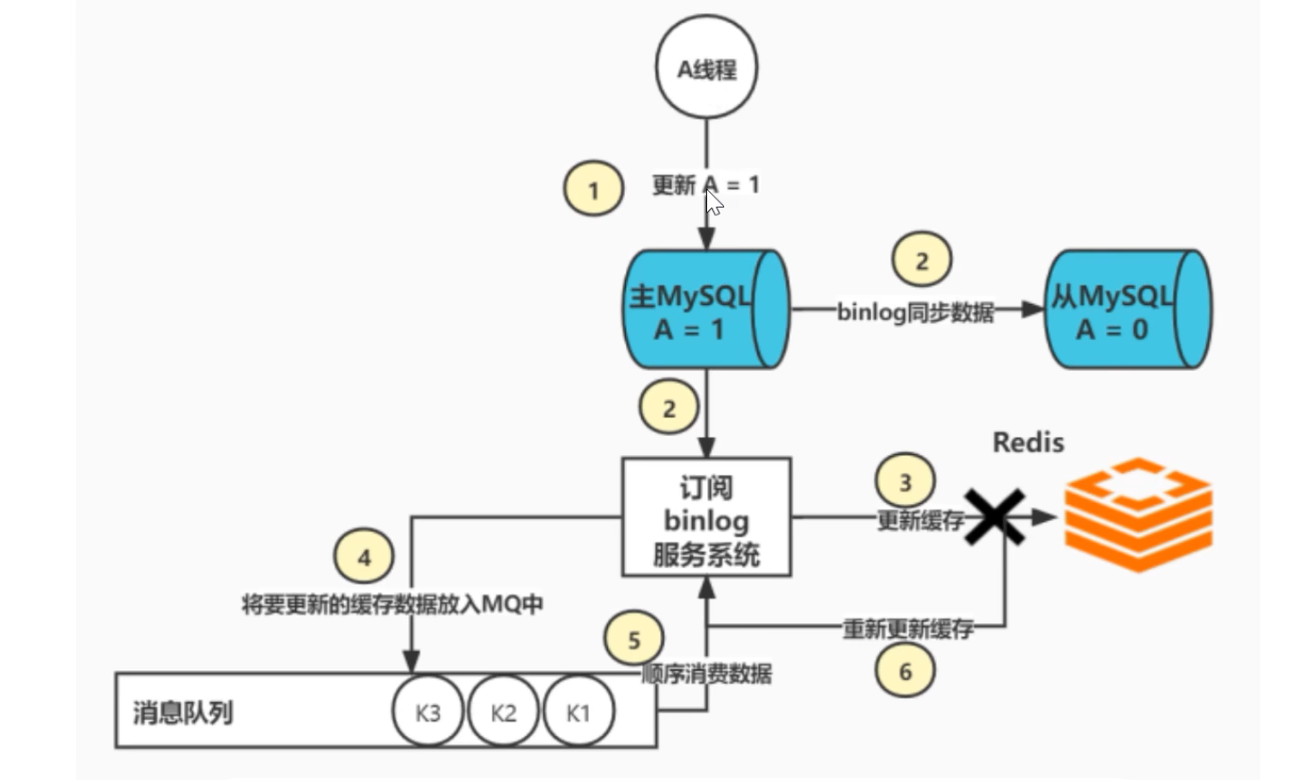 A线程
1
更新 A = 1
主MySQL
A = 1
2
binlog同步数据
从MySQL
A = 0
2
订阅
binlog
服务系统
3
更新缓存
Redis
4
将要更新的缓存数据放入MQ中
5
顺序消费数据
重新更新缓存
6
消息队列
K3
K2
K1